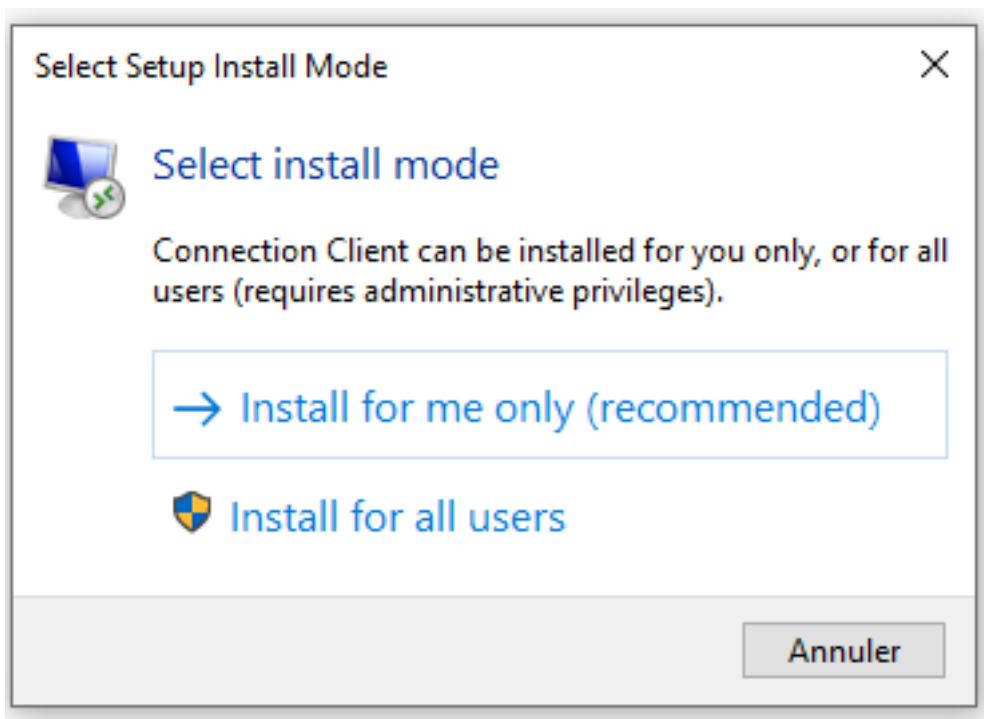 Select Setup Install Mode
Select install mode
Connection Client can be installed for you only, or for all
users (requires administrative privileges).
Install for me only (recommended)
Install for all users
Annuler